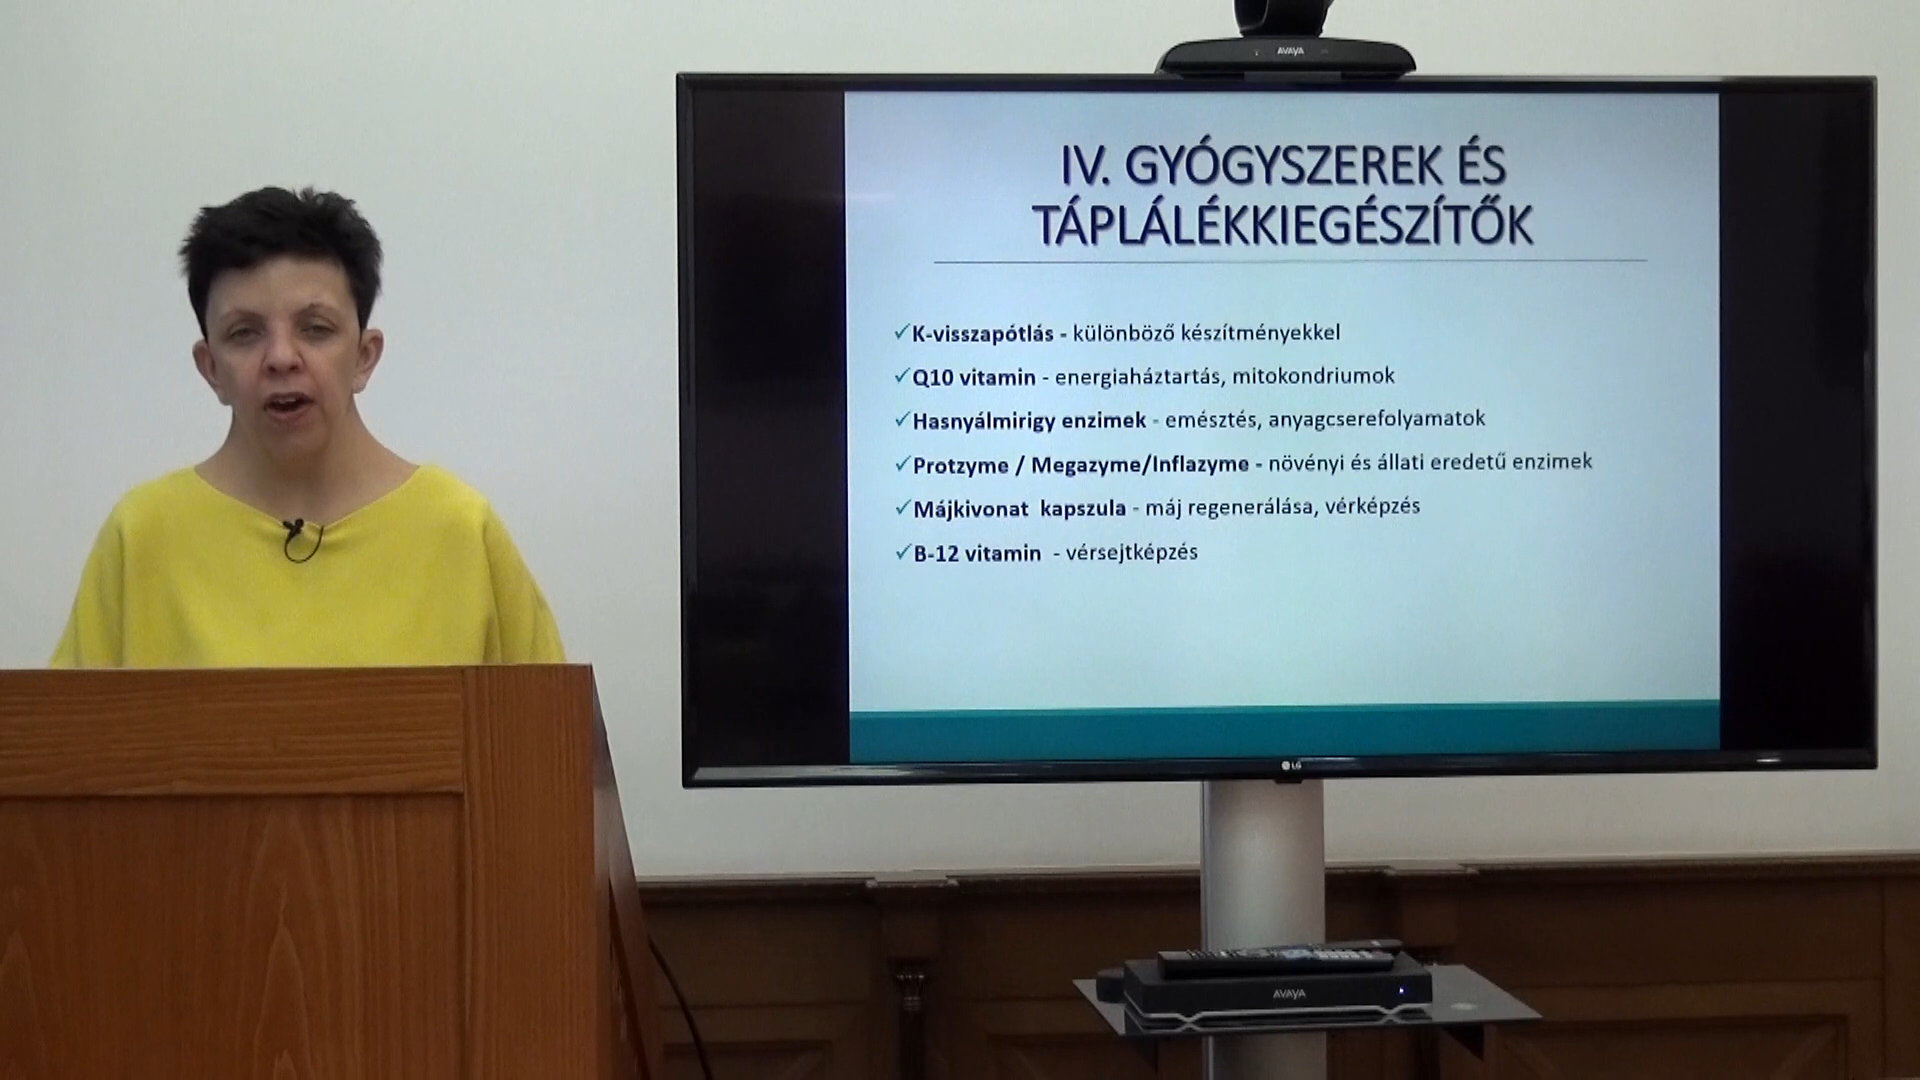 AVAYA
IV. GYÓGYSZEREK ÉS
TÁPLÁLÉKKIEGÉSZÍTŐK
✓K-visszapótlás - különböző készítményekkel
✓Q10 vitamin - energiaháztartás, mitokondriumok
✓Hasnyálmirigy enzimek - emésztés, anyagcserefolyamatok
✓Protzyme / Megazyme/Inflazyme - növényi és állati eredetű enzimek
✓Májkivonat kapszula - máj regenerálása, vérképzés
✓B-12 vitamin - vérsejtképzés
LG
AVAYA